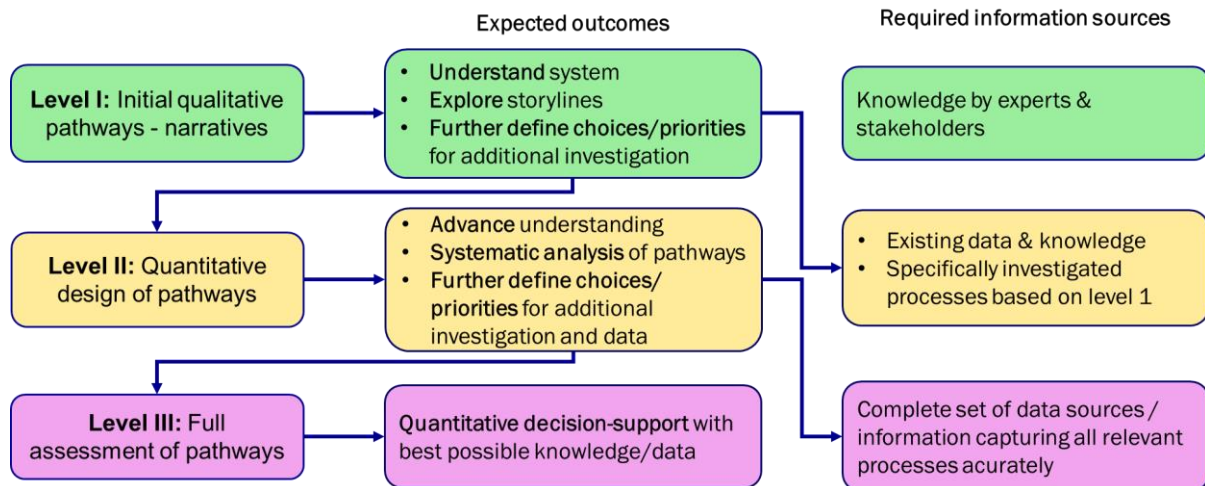 Expected outcomes
Required information sources
Level I: Initial qualitative
pathways - narratives
• Understand system
• Explore storylines
• Further define choices/priorities
for additional investigation
Knowledge by experts &
stakeholders
Level II: Quantitative
design of pathways
• Advance understanding
• Systematic analysis of pathways
• Further define choices/
priorities for additional
investigation and data
• Existing data & knowledge
• Specifically investigated
processes based on level 1
Level III: Full
assessment of pathways
Quantitative decision-support with
best possible knowledge/data
Complete set of data sources /
information capturing all relevant
processes acurately